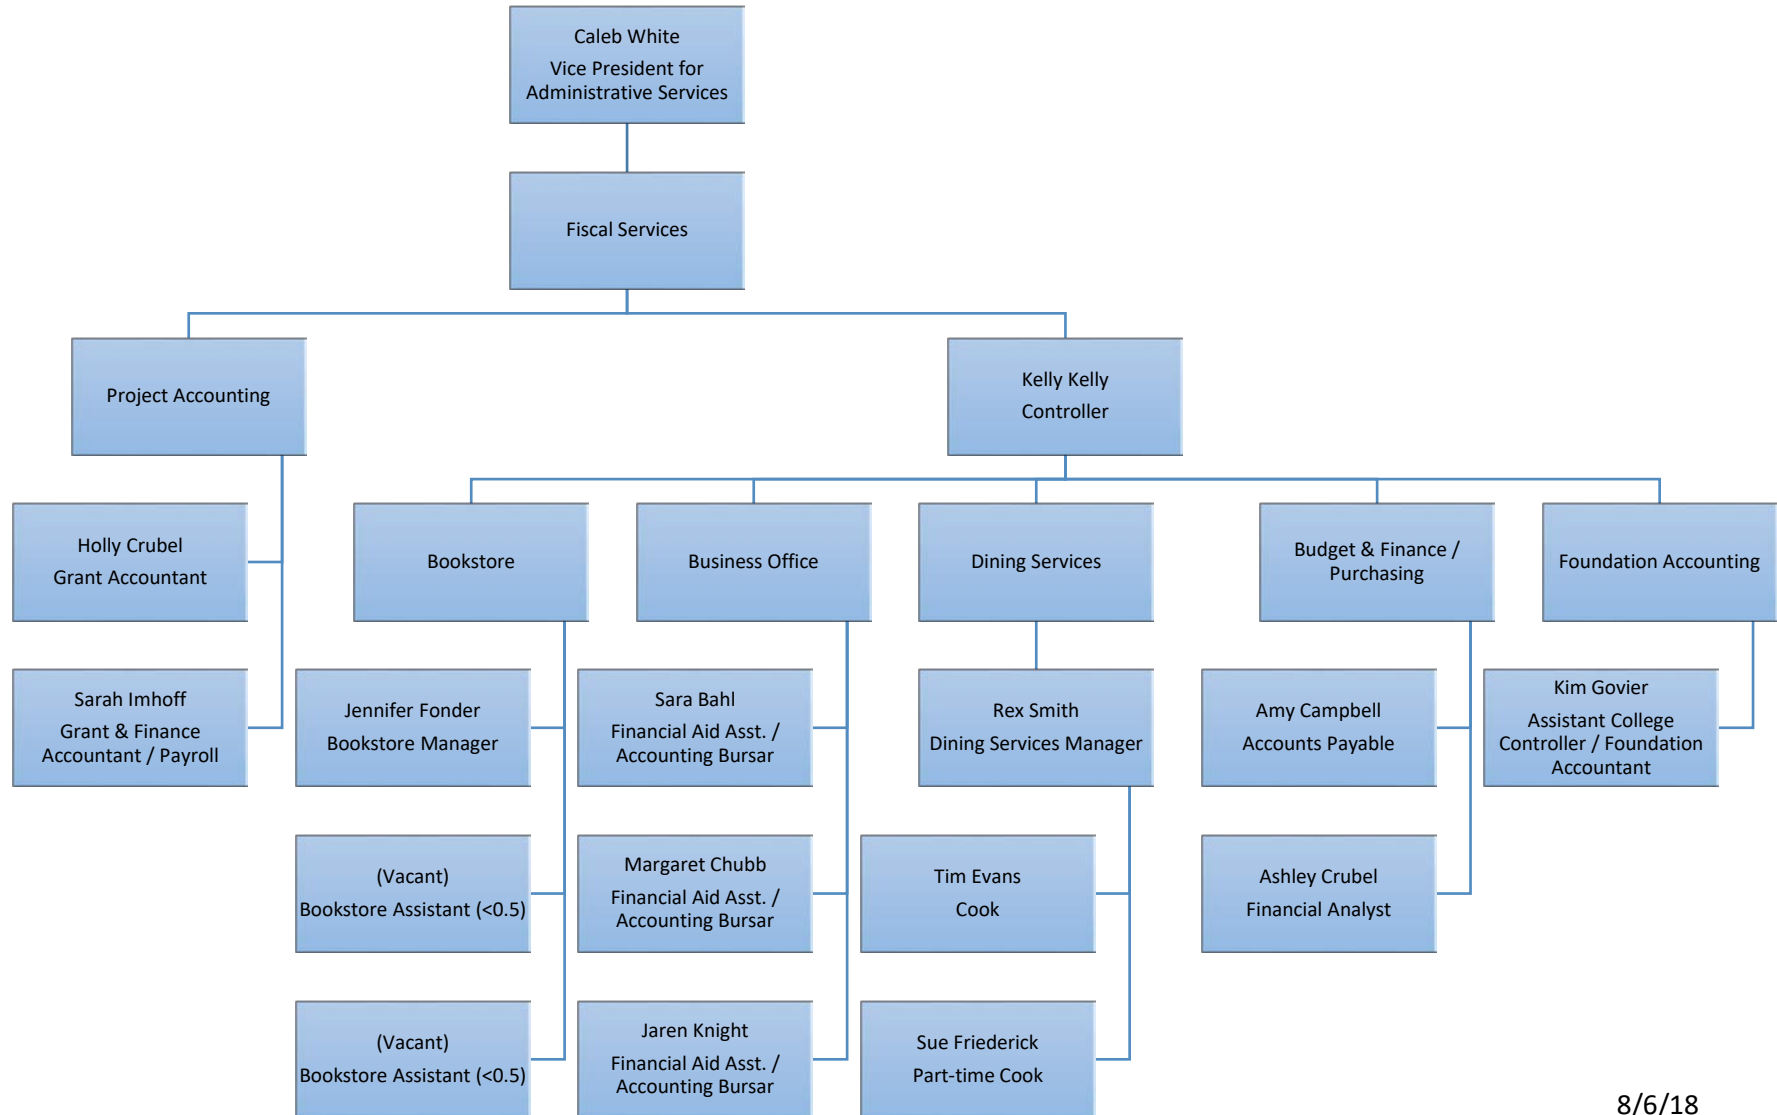 Caleb White
Vice President for
Administrative Services
Fiscal Services
Project Accounting
Kelly Kelly
Controller
Holly Crubel
Grant Accountant
Bookstore
Business Office
Dining Services
Budget & Finance /
Purchasing
Foundation Accounting
Sarah Imhoff
Grant & Finance
Accountant / Payroll
Jennifer Fonder
Bookstore Manager
Sara Bahl
Financial Aid Asst. /
Accounting Bursar
Rex Smith
Dining Services Manager
Amy Campbell
Accounts Payable
Kim Govier
Assistant College
Controller / Foundation
Accountant
(Vacant)
Bookstore Assistant (<0.5)
Margaret Chubb
Financial Aid Asst. /
Accounting Bursar
Tim Evans
Cook
Ashley Crubel
Financial Analyst
(Vacant)
Bookstore Assistant (<0.5)
Jaren Knight
Financial Aid Asst. /
Accounting Bursar
Sue Friederick
Part-time Cook
8/6/18